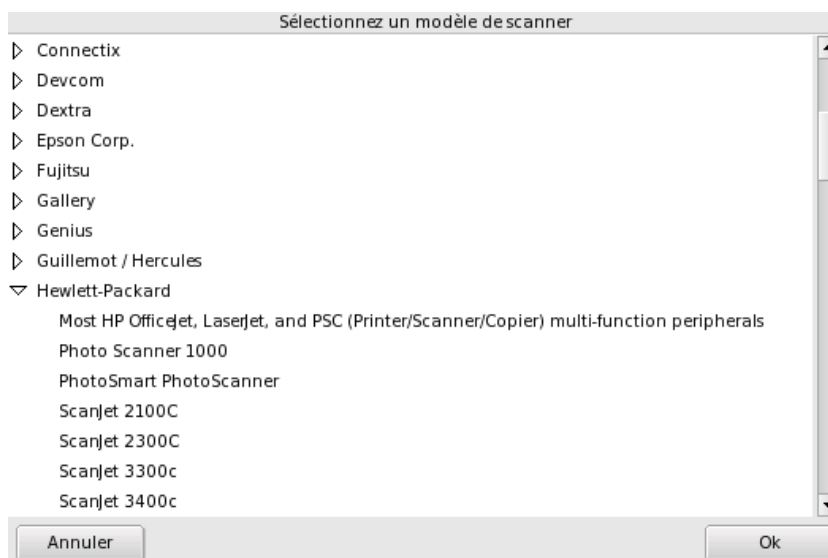 Sélectionnez un modèle de scanner
Connectix
Devcom
Dextra
Epson Corp.
Fujitsu
Gallery
Genius
Guillemot / Hercules
Hewlett-Packard
Most HP OfficeJet, LaserJet, and PSC (Printer/Scanner/Copier) multi-function peripherals
Photo Scanner 1000
PhotoSmart PhotoScanner
ScanJet 2100C
ScanJet 2300C
ScanJet 3300c
ScanJet 3400c
Annuler Ok